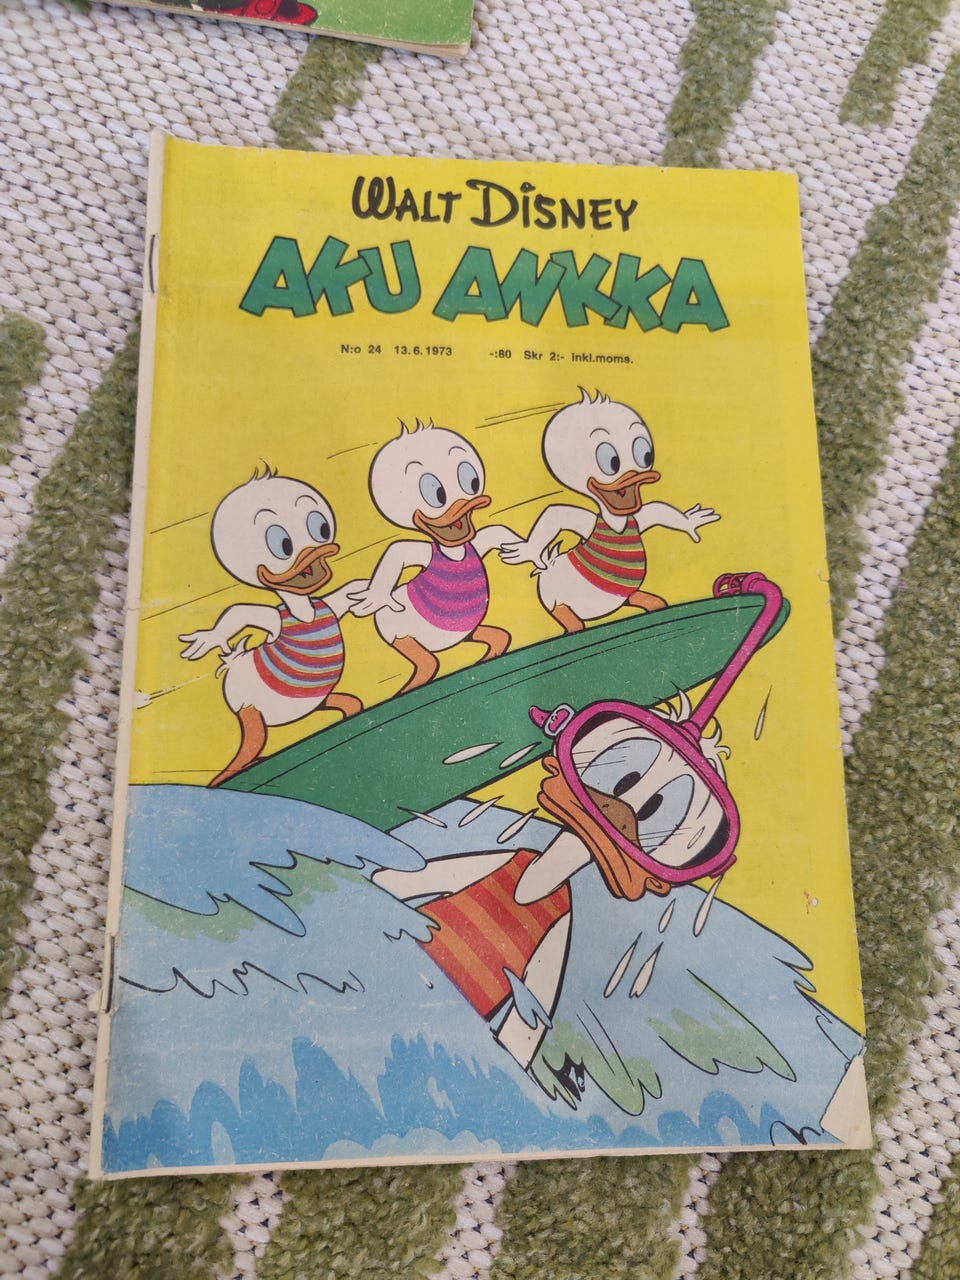 WALT DISNEY
AKU ANKKA
N:o 24 13.6.1973 -:80 Skr 2:- inkl.moms.